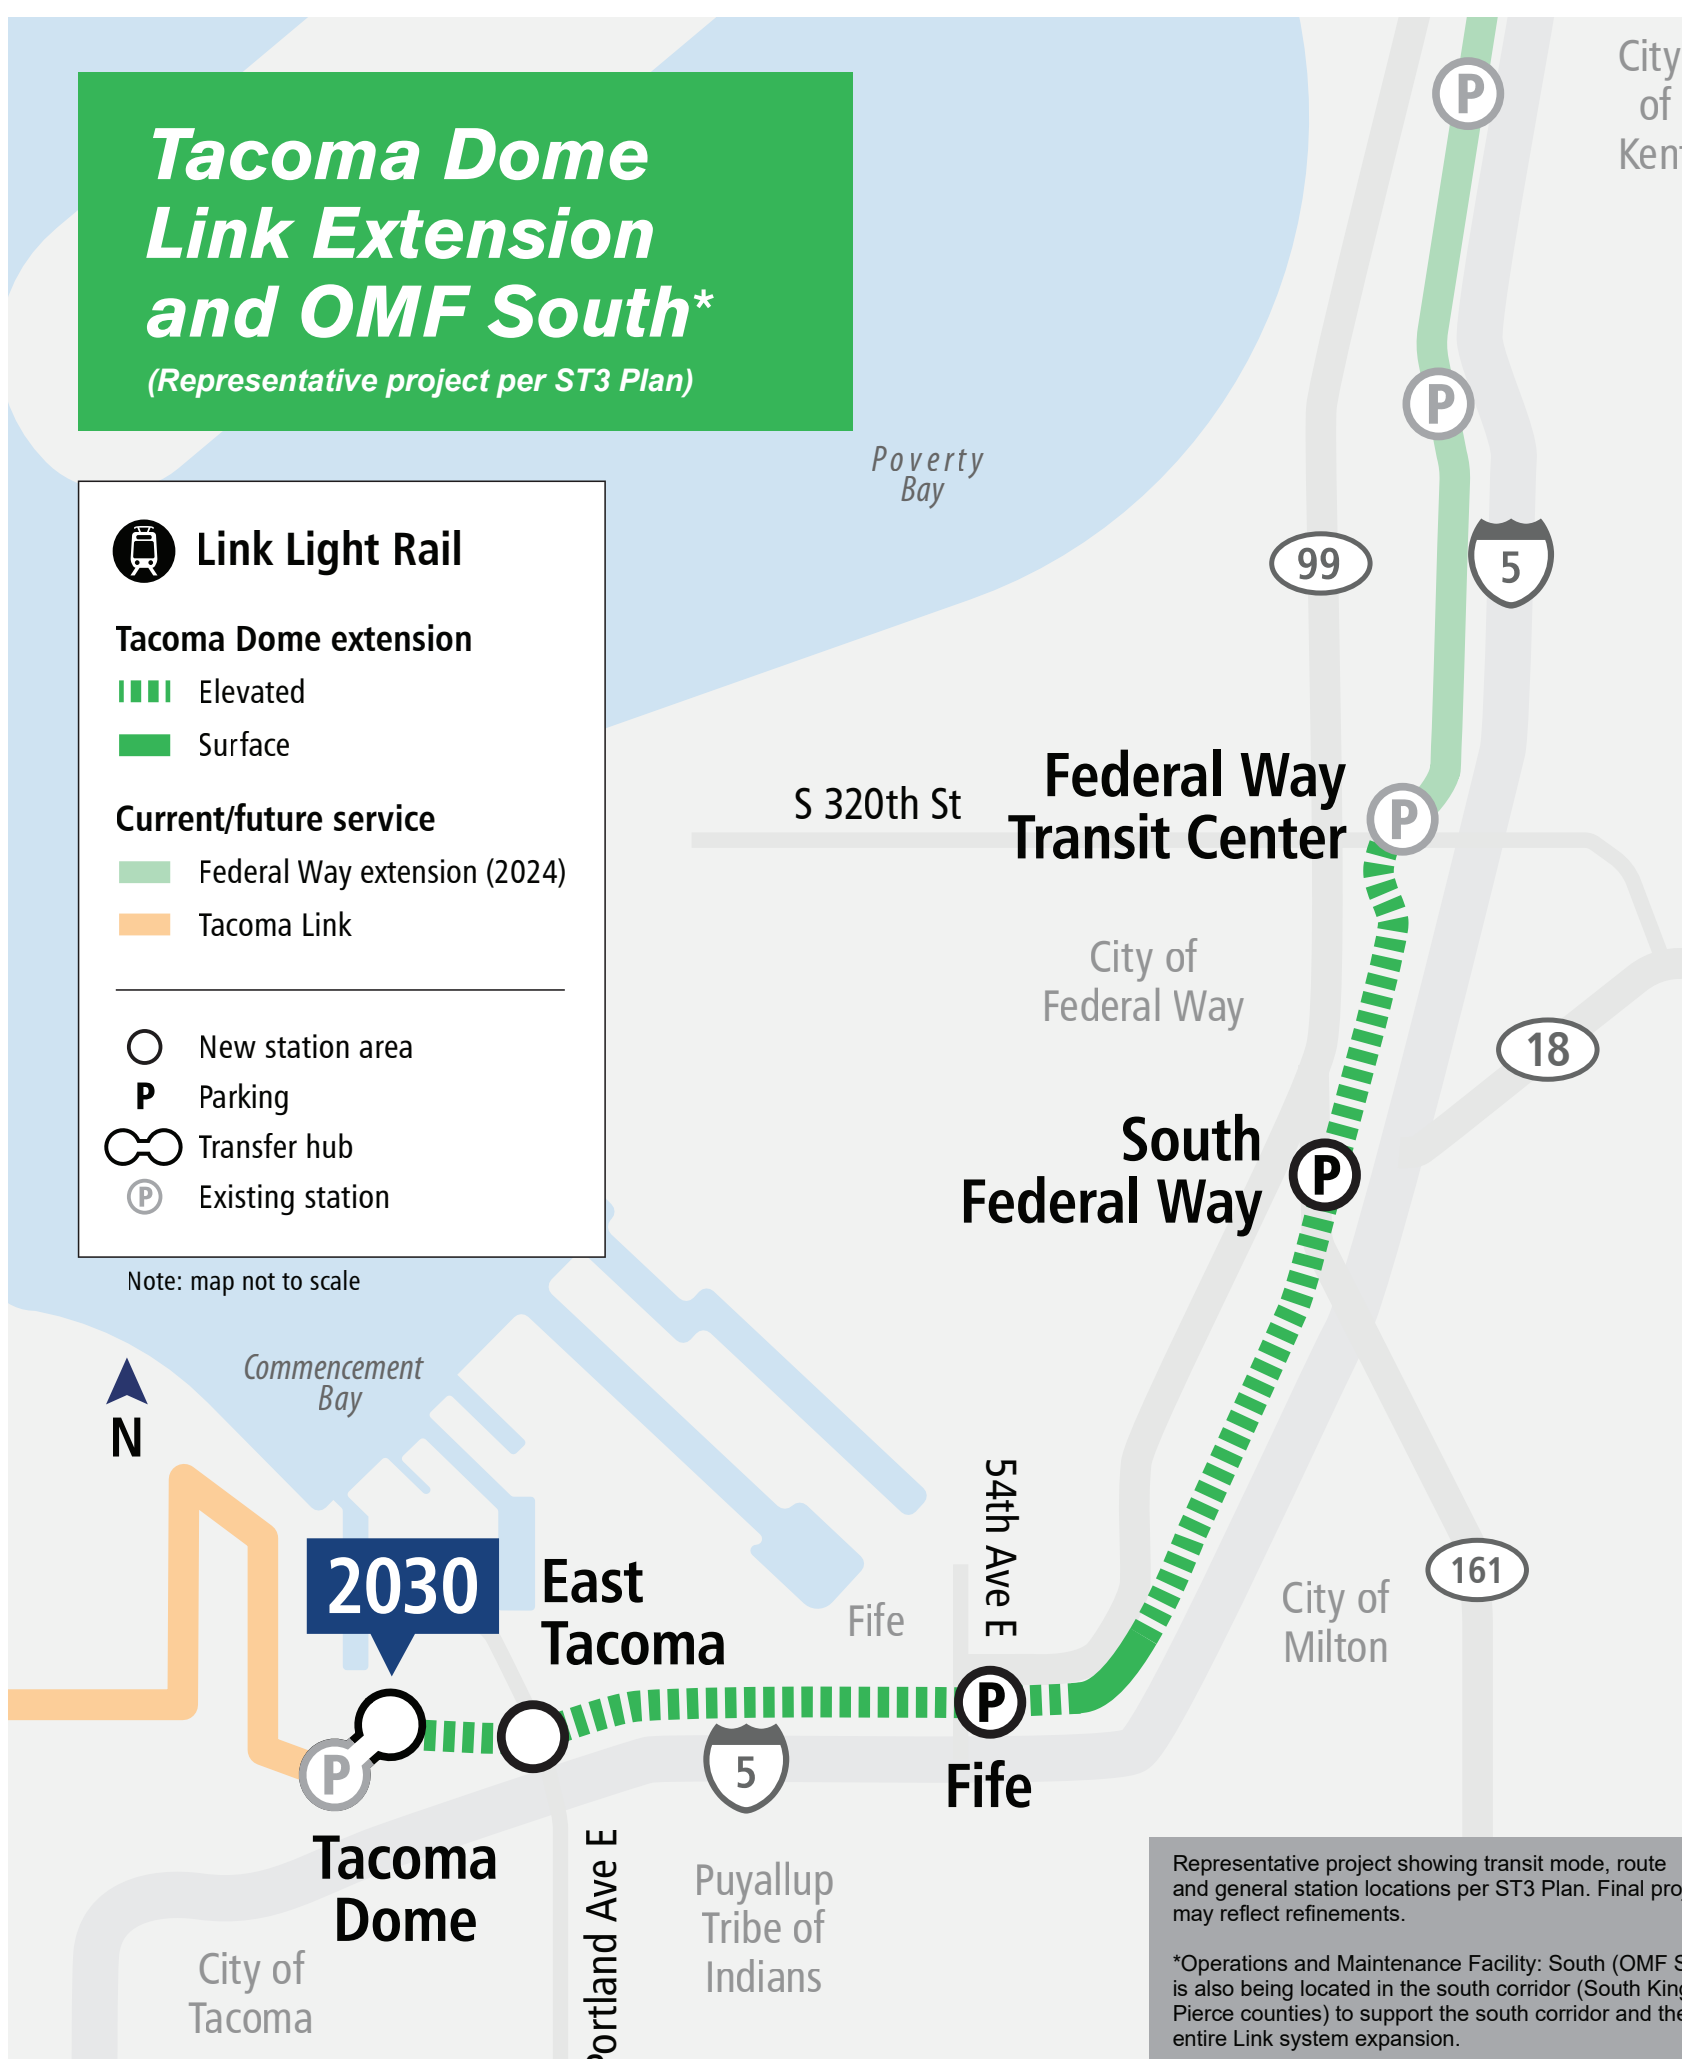 Tacoma Dome
Link Extension
and OMF South*
(Representative project per ST3 Plan)
City
of
P
Poverty
Bay
P
Link Light Rail
Tacoma Dome extension
Elevated
Surface
Current/future service
Federal Way extension (2024)
Tacoma Link
New station area
P Parking
Transfer hub
P Existing station
Note: map not to scale
99
5
S 320th St
Federal Way
Transit Center
P
City of
Federal Way
18
South
Federal Way
P
Commencement
Bay
N
2030
East
Tacoma
Fife
54th Ave E
City of
Milton
161
P
Fife
5
P
Tacoma
Dome
Portland Ave E
Puyallup
Tribe of
Indians
City of
Tacoma
Representative project showing transit mode, route
and general station locations per ST3 Plan. Final
may reflect refinements.
*Operations and Maintenance Facility: South (OMF
is also being located in the south corridor (South
Pierce counties) to support the south corridor and
entire Link system expansion.